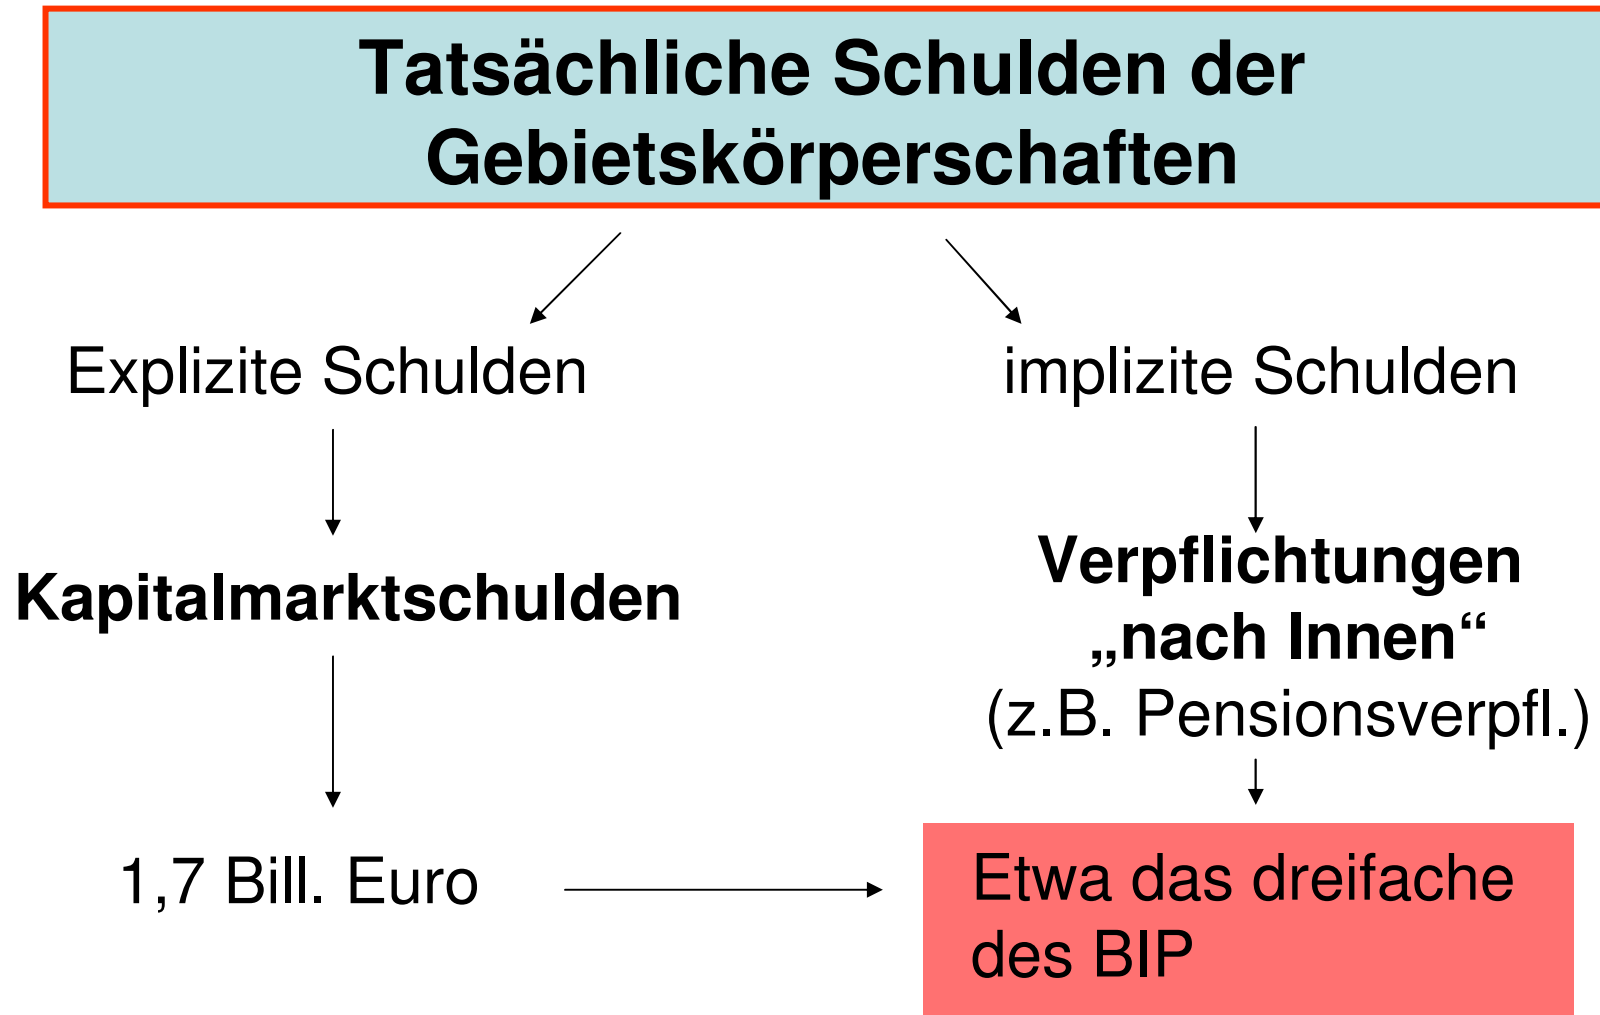 Tatsächliche Schulden der
Gebietskörperschaften
Explizite Schulden
implizite Schulden
Kapitalmarktschulden
Verpflichtungen
„nach Innen“
(z.B. Pensionsverpfl.)
1,7 Bill. Euro
Etwa das dreifache
des BIP